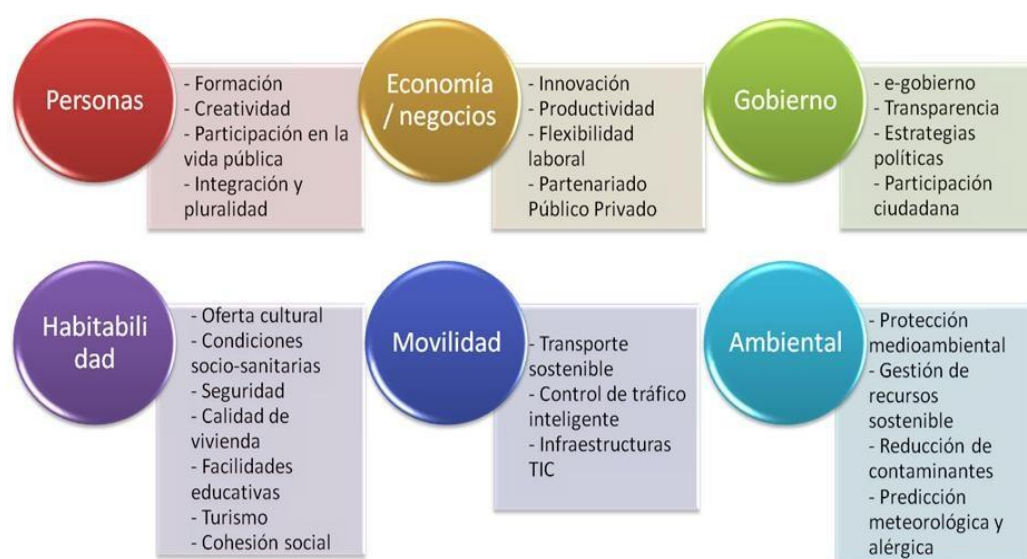 Personas
- Formación
- Creatividad
- Participación en la
vida pública
- Integración y
pluralidad
Economía
/ negocios
- Innovación
- Productividad
- Flexibilidad
laboral
- Partenariado
Público Privado
Gobierno
- e-gobierno
- Transparencia
- Estrategias
políticas
- Participación
ciudadana
Habitabili
dad
- Oferta cultural
- Condiciones
socio-sanitarias
- Seguridad
- Calidad de
vivienda
- Facilidades
educativas
- Turismo
- Cohesión social
Movilidad
- Transporte
sostenible
- Control de tráfico
inteligente
- Infraestructuras
TIC
Ambiental
- Protección
medioambiental
- Gestión de
recursos
sostenible
- Reducción de
contaminantes
- Predicción
meteorológica y
alérgica